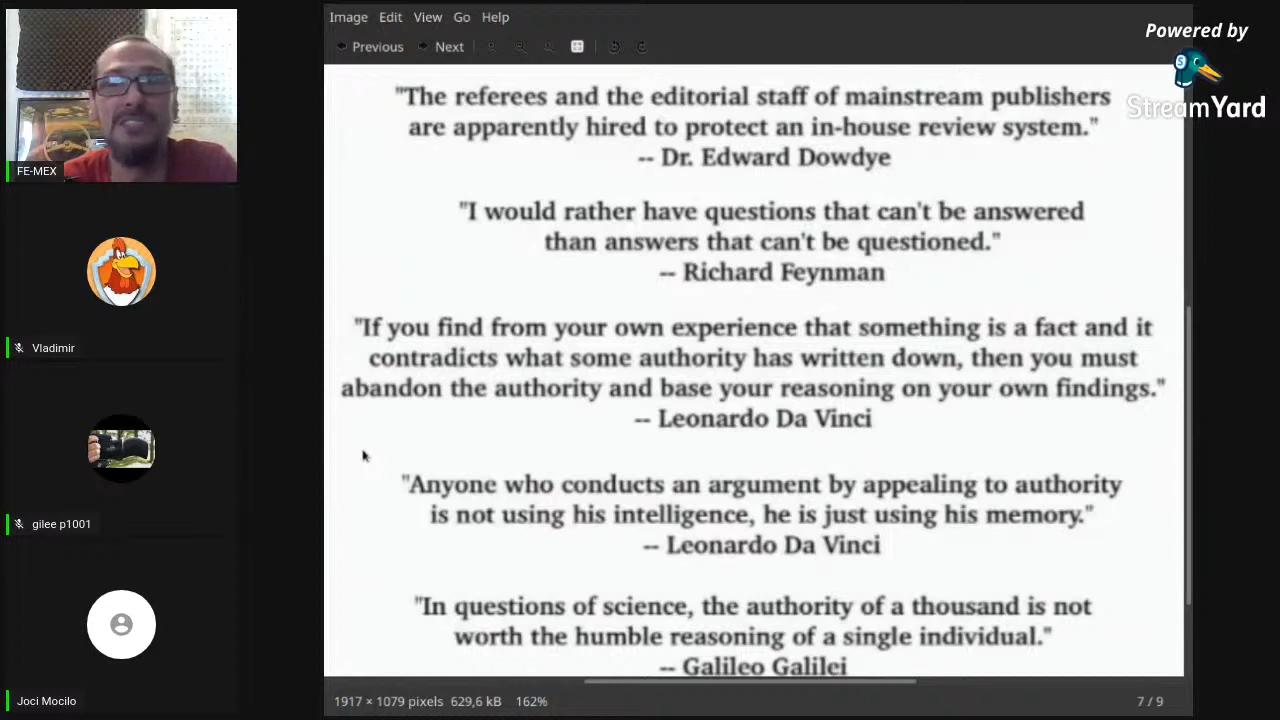 Image Edit View Go Help
Previous Next
Powered by
StreamYard
"The referees and the editorial staff of mainstream publishers
are apparently hired to protect an in-house review system."
-- Dr. Edward Dowdye
"I would rather have questions that can't be answered
than answers that can't be questioned."
-- Richard Feynman
"If you find from your own experience that something is a fact and it
contradicts what some authority has written down, then you must
abandon the authority and base your reasoning on your own findings."
-- Leonardo Da Vinci
"Anyone who conducts an argument by appealing to authority
is not using his intelligence, he is just using his memory."
-- Leonardo Da Vinci
"In questions of science, the authority of a thousand is not
worth the humble reasoning of a single individual."
-- Galileo Galilei
1917 × 1079 pixels 629,6 kB 162%
7 / 9
FE-MEX
Vladimir
gilee p1001
Joci Mocilo